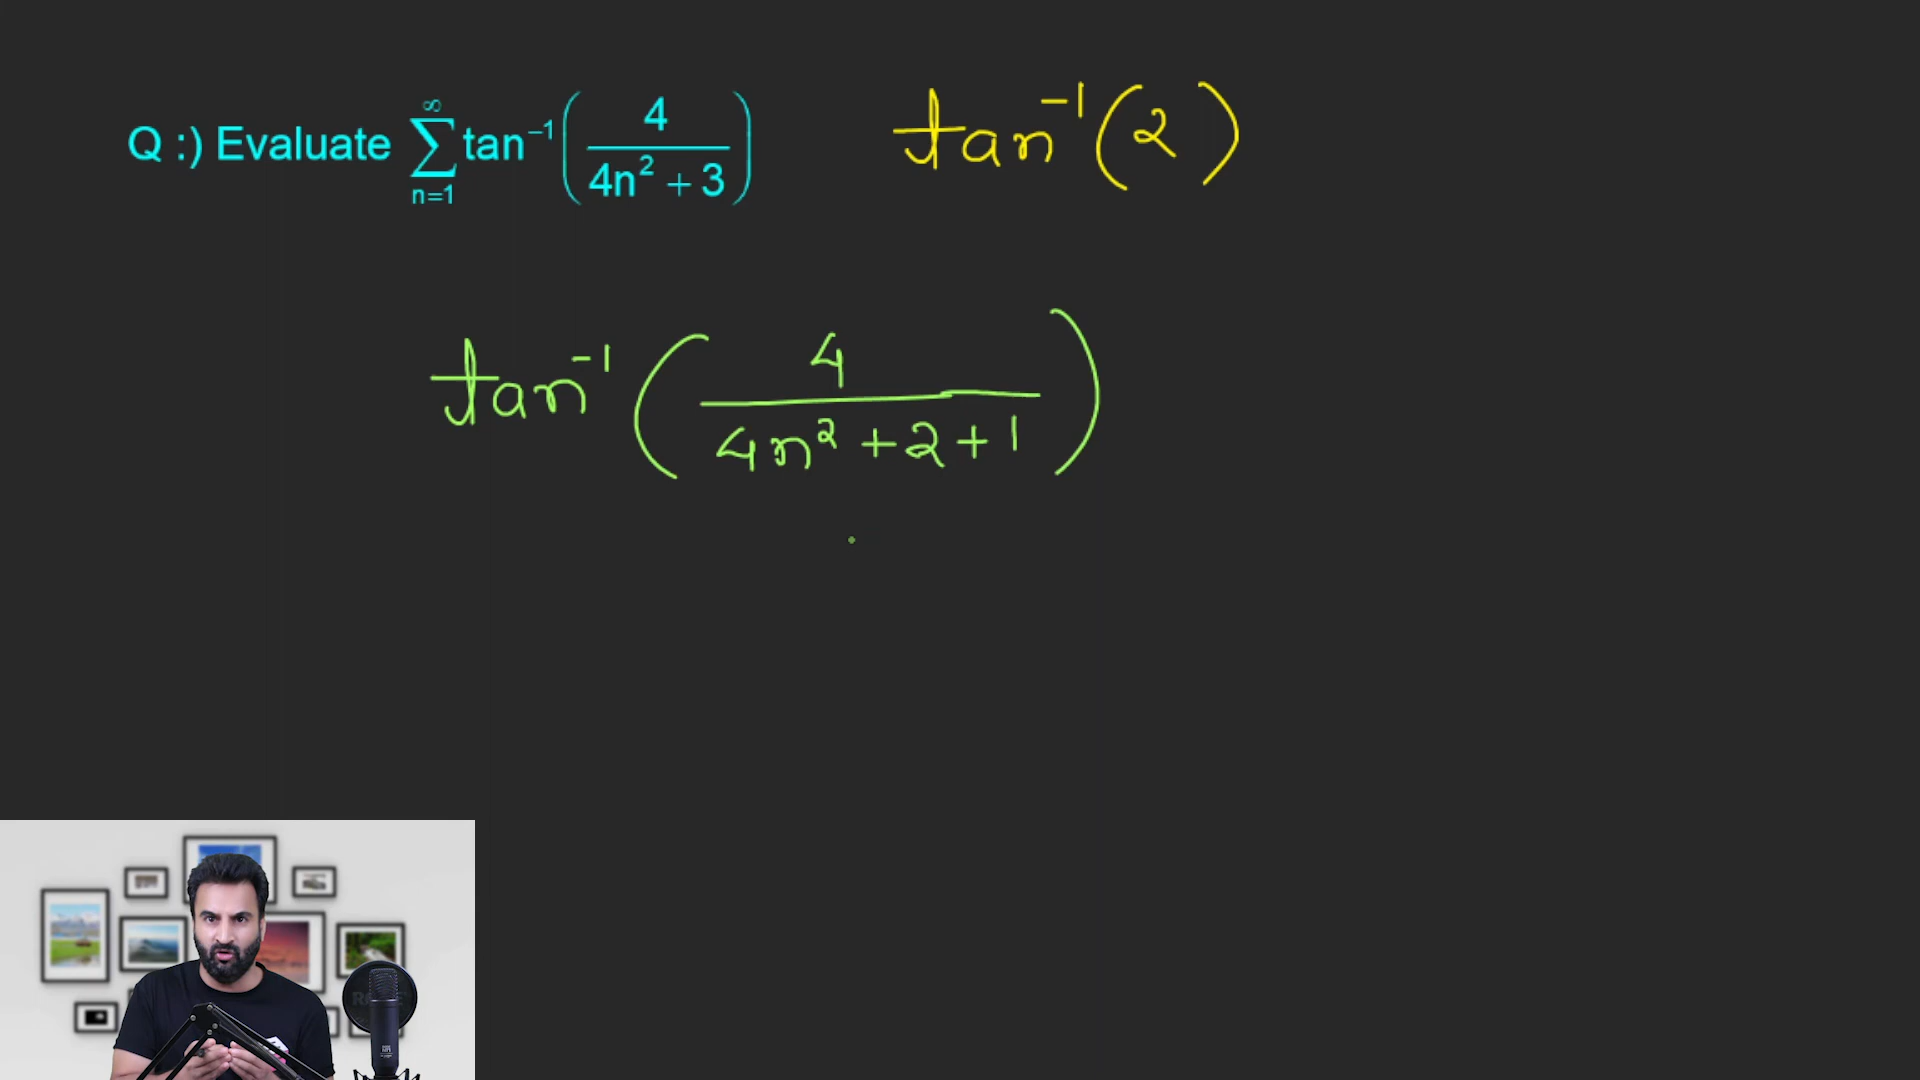 Q :) Evaluate ∞∑n=1 tan⁻¹(4/(4n² + 3)) tan⁻¹(2)
tan⁻¹(4/(4n² + 2 + 1))